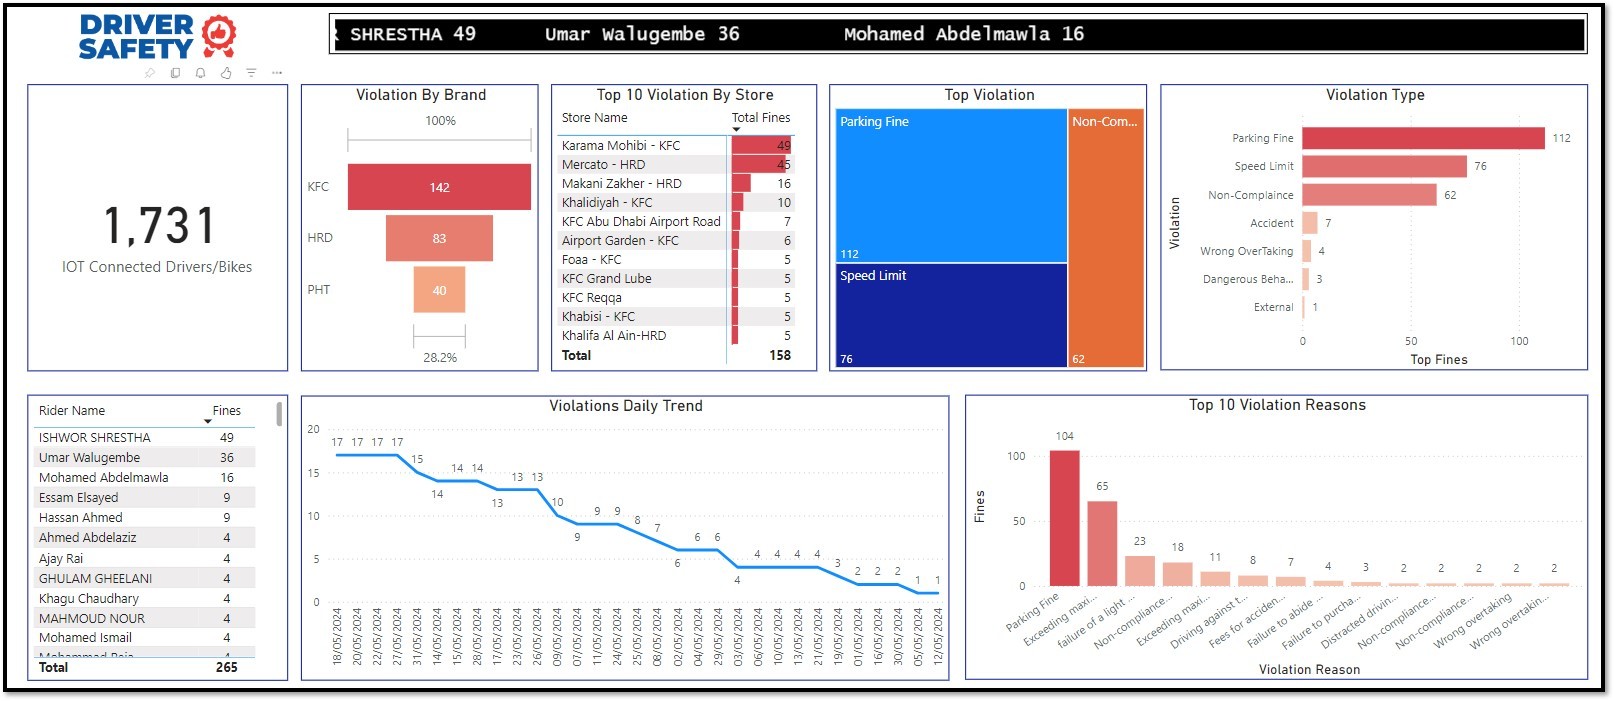 DRIVER
SAFETY
SHRESTHA 49 Umar Walugembe 36 Mohamed Abdelmawla 16
1,731
IOT Connected Drivers/Bikes
Violation By Brand
100%
KFC 142
HRD 83
PHT 40
28.2%
Top 10 Violation By Store
Store Name Total Fines
Karama Mohibi - KFC 49
Mercato - HRD 45
Makani Zakher - HRD 16
Khalidiyah - KFC 10
KFC Abu Dhabi Airport Road 7
Airport Garden - KFC 6
Foaa - KFC 5
KFC Grand Lube 5
KFC Reqqa 5
Khabisi - KFC 5
Khalifa Al Ain-HRD 5
Total 158
Top Violation
Parking Fine
112
Speed Limit
76
Non-Com...
62
Violation Type
Violation
Parking Fine 112
Speed Limit 76
Non-Complaince 62
Accident 7
Wrong OverTaking 4
Dangerous Beha... 3
External 1
0 50 100
Top Fines
Rider Name Fines
ISHWOR SHRESTHA 49
Umar Walugembe 36
Mohamed Abdelmawla 16
Essam Elsayed 9
Hassan Ahmed 9
Ahmed Abdelaziz 4
Ajay Rai 4
GHULAM GHEELANI 4
Khagu Chaudhary 4
MAHMOUD NOUR 4
Mohamed Ismail 4
Total 265
Violations Daily Trend
20
15
10
5
0
17 17 17 17 15 14 14 14 13 13 13 10 9 9 9 8 7 6 6 6 4 4 4 4 4 3 2 2 2 1 1
18/05/2024
20/05/2024
22/05/2024
27/05/2024
31/05/2024
14/05/2024
15/05/2024
28/05/2024
17/05/2024
23/05/2024
26/05/2024
09/05/2024
07/05/2024
11/05/2024
24/05/2024
25/05/2024
08/05/2024
02/05/2024
04/05/2024
29/05/2024
03/05/2024
06/05/2024
10/05/2024
13/05/2024
21/05/2024
19/05/2024
01/05/2024
16/05/2024
30/05/2024
05/05/2024
12/05/2024
Top 10 Violation Reasons
Fines
100
50
0
104 65 23 18 11 8 7 4 3 2 2 2 2 2
Parking Fine
Exceeding maxi...
failure of a light ...
Non-compliance...
Exceeding maxi...
Driving against t...
Fees for acciden...
Failure to abide ...
Failure to purcha...
Distracted drivin...
Non-compliance...
Non-compliance...
Wrong overtaking
Wrong overtakin...
Violation Reason